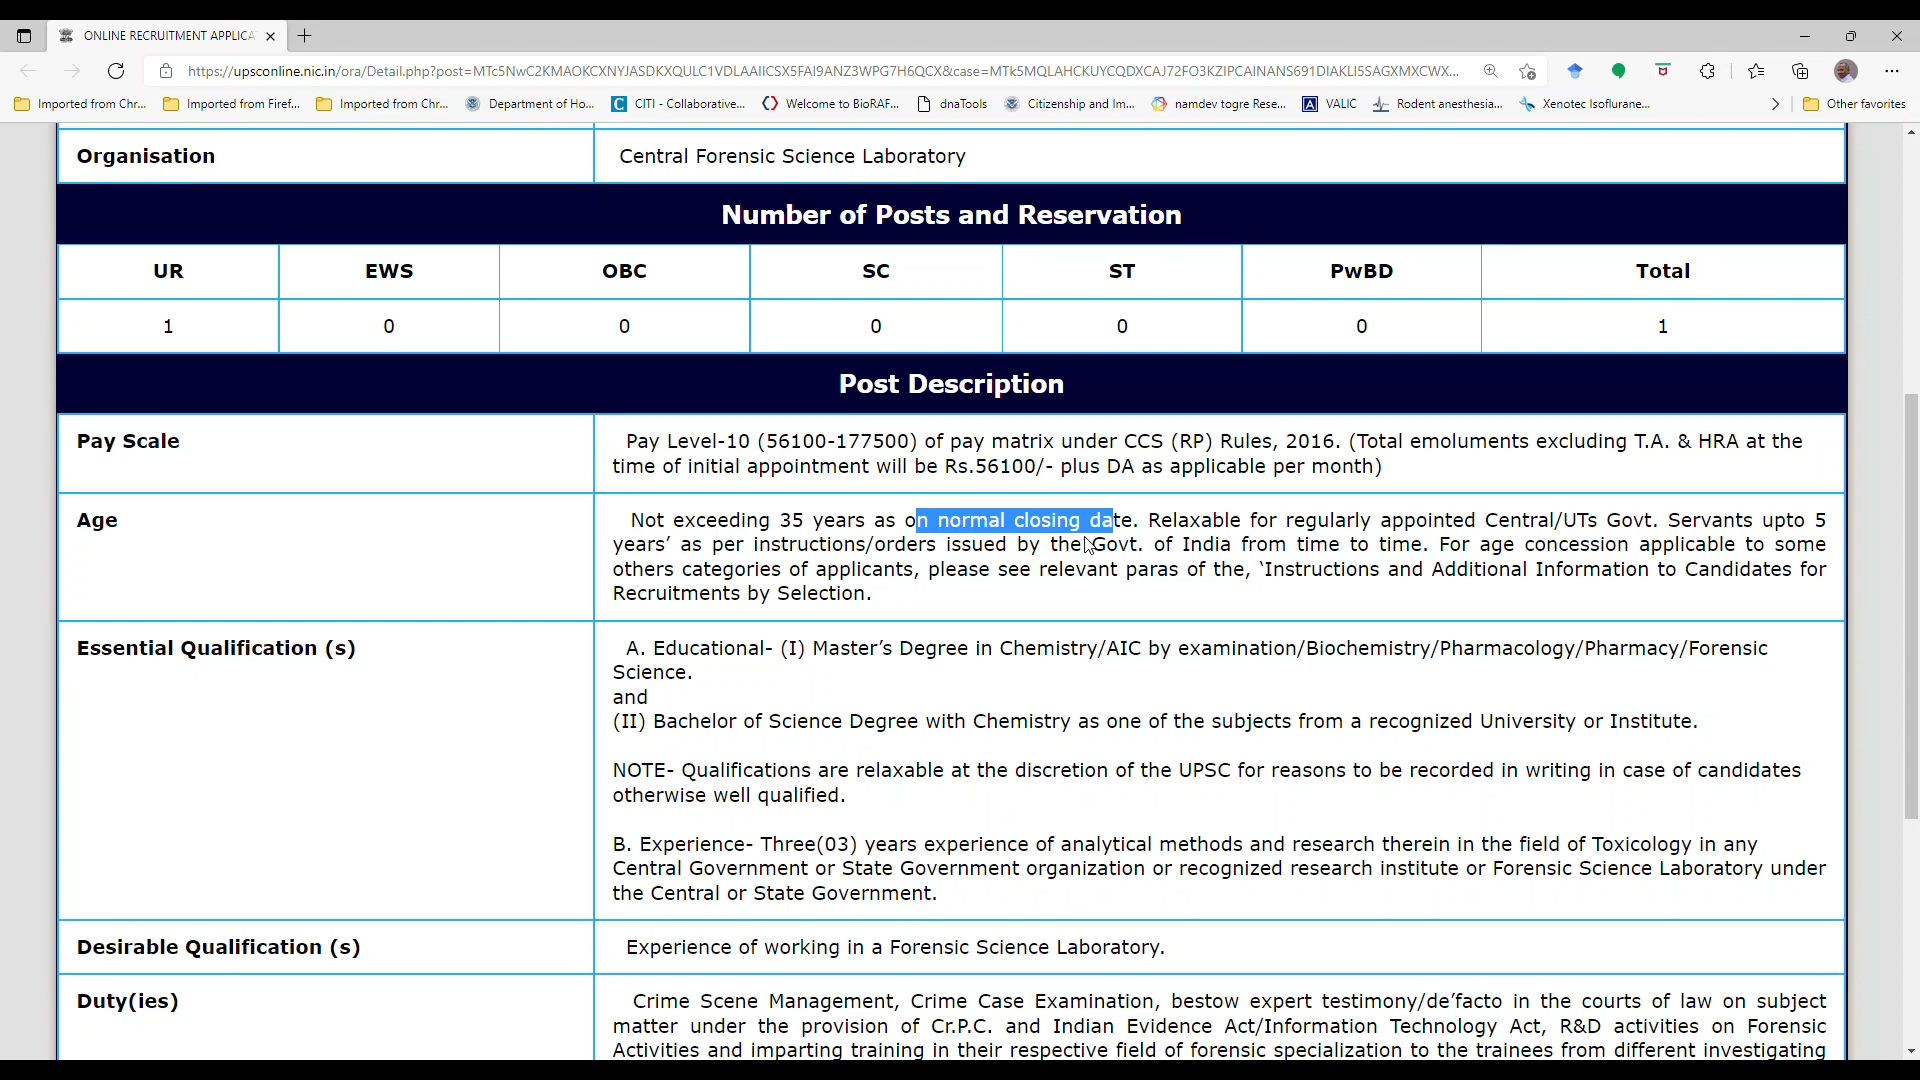 ONLINE RECRUITMENT APPLICA
https://upsconline.nic.in/ora/Detail.php?post=MTc5NwC2KMAOKCXNYJASDKXQULC1VDLAAIICSX5FAI9ANZ3WPG7H6QCX&case=MTk5MQLAHCKUYCQDXCAJ72FO3KZIPCAINANS691DIAKLI5SAGXMXCWX...
Imported from Chr... Imported from Firef... Imported from Chr... Department of Ho... CITI - Collaborative... Welcome to BioRAF... dnaTools Citizenship and Im... namdev togre Rese... VALIC Rodent anesthesia... Xenotec Isoflurane... Other favorites
Organisation Central Forensic Science Laboratory
Number of Posts and Reservation
UR EWS OBC SC ST PwBD Total
1 0 0 0 0 0 1
Post Description
Pay Scale Pay Level-10 (56100-177500) of pay matrix under CCS (RP) Rules, 2016. (Total emoluments excluding T.A. & HRA at the
time of initial appointment will be Rs.56100/- plus DA as applicable per month)
Age Not exceeding 35 years as on normal closing date. Relaxable for regularly appointed Central/UTs Govt. Servants upto 5
years’ as per instructions/orders issued by the Govt. of India from time to time. For age concession applicable to some
others categories of applicants, please see relevant paras of the, ‘Instructions and Additional Information to Candidates for
Recruitments by Selection.
Essential Qualification (s) A. Educational- (I) Master’s Degree in Chemistry/AIC by examination/Biochemistry/Pharmacology/Pharmacy/Forensic
Science.
and
(II) Bachelor of Science Degree with Chemistry as one of the subjects from a recognized University or Institute.
NOTE- Qualifications are relaxable at the discretion of the UPSC for reasons to be recorded in writing in case of candidates
otherwise well qualified.
B. Experience- Three(03) years experience of analytical methods and research therein in the field of Toxicology in any
Central Government or State Government organization or recognized research institute or Forensic Science Laboratory under
the Central or State Government.
Desirable Qualification (s) Experience of working in a Forensic Science Laboratory.
Duty(ies) Crime Scene Management, Crime Case Examination, bestow expert testimony/de’facto in the courts of law on subject
matter under the provision of Cr.P.C. and Indian Evidence Act/Information Technology Act, R&D activities on Forensic
Activities and imparting training in their respective field of forensic specialization to the trainees from different investigating